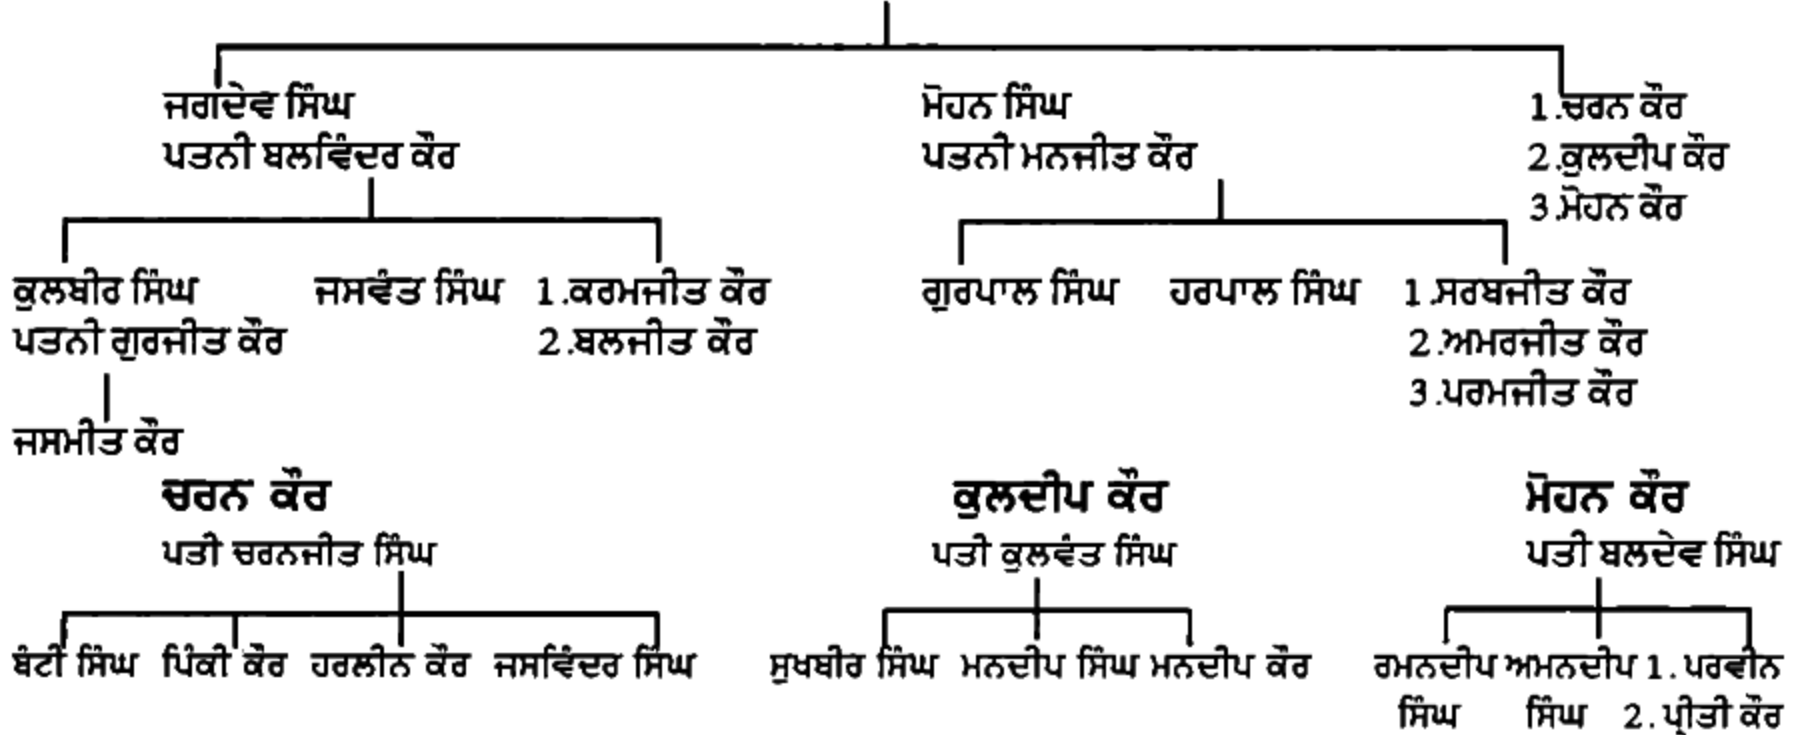 ਜਗਦੇਵ ਸਿੰਘ ਮੋਹਨ ਸਿੰਘ 1.ਚਰਨ ਕੌਰ
ਪਤਨੀ ਬਲਵਿੰਦਰ ਕੌਰ ਪਤਨੀ ਮਨਜੀਤ ਕੌਰ 2.ਕੁਲਦੀਪ ਕੌਰ
3.ਮੋਹਨ ਕੌਰ
ਕੁਲਬੀਰ ਸਿੰਘ ਜਸਵੰਤ ਸਿੰਘ 1.ਕਰਮਜੀਤ ਕੌਰ ਗੁਰਪਾਲ ਸਿੰਘ ਹਰਪਾਲ ਸਿੰਘ 1.ਸਰਬਜੀਤ ਕੌਰ
ਪਤਨੀ ਗੁਰਜੀਤ ਕੌਰ 2.ਬਲਜੀਤ ਕੌਰ 2.ਅਮਰਜੀਤ ਕੌਰ
3.ਪਰਮਜੀਤ ਕੌਰ
ਜਸਮੀਤ ਕੌਰ
ਚਰਨ ਕੌਰ ਕੁਲਦੀਪ ਕੌਰ ਮੋਹਨ ਕੌਰ
ਪਤੀ ਚਰਨਜੀਤ ਸਿੰਘ ਪਤੀ ਕੁਲਵੰਤ ਸਿੰਘ ਪਤੀ ਬਲਦੇਵ ਸਿੰਘ
ਬੰਟੀ ਸਿੰਘ ਪਿੰਕੀ ਕੌਰ ਹਰਲੀਨ ਕੌਰ ਜਸਵਿੰਦਰ ਸਿੰਘ ਸੁਖਬੀਰ ਸਿੰਘ ਮਨਦੀਪ ਸਿੰਘ ਮਨਦੀਪ ਕੌਰ ਰਮਨਦੀਪ ਅਮਨਦੀਪ 1. ਪਰਵੀਨ
ਸਿੰਘ ਸਿੰਘ 2. ਪ੍ਰੀਤੀ ਕੌਰ